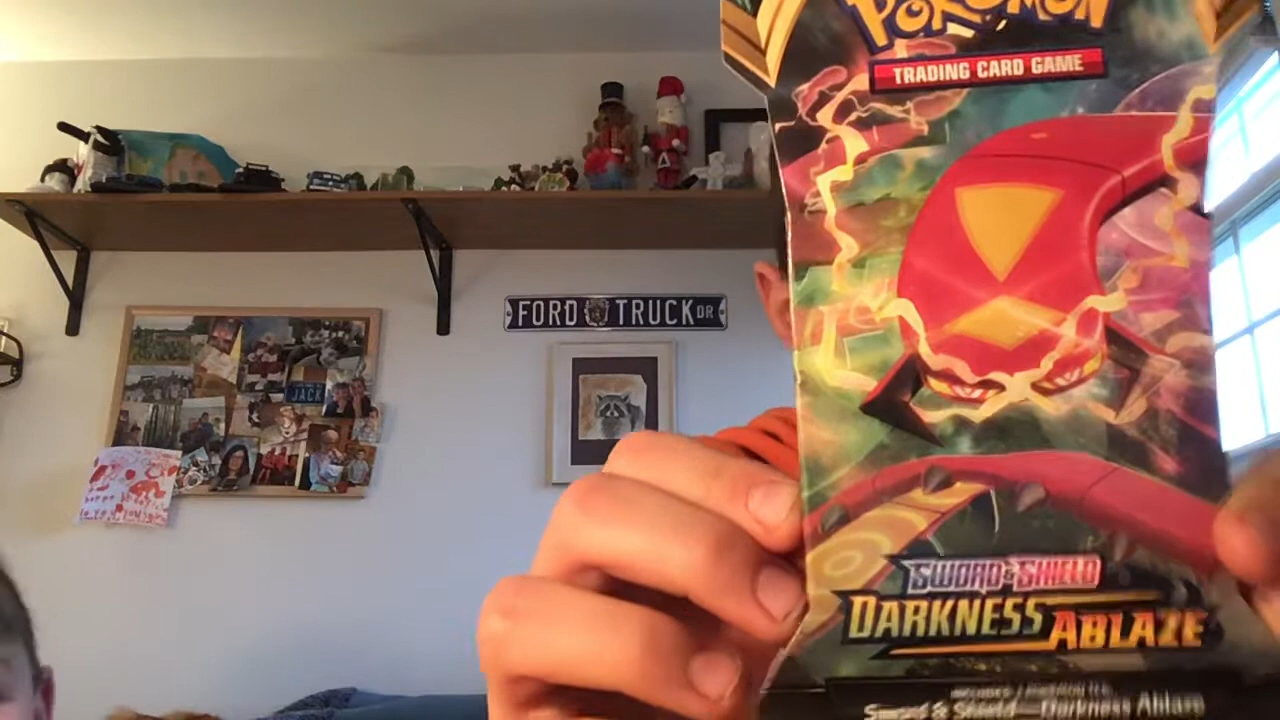 POKÉMON
TRADING CARD GAME
FORD TRUCK DR
JACK
SWORD & SHIELD
DARKNESS ABLAZE
Sword & Shield—Darkness Ablaze